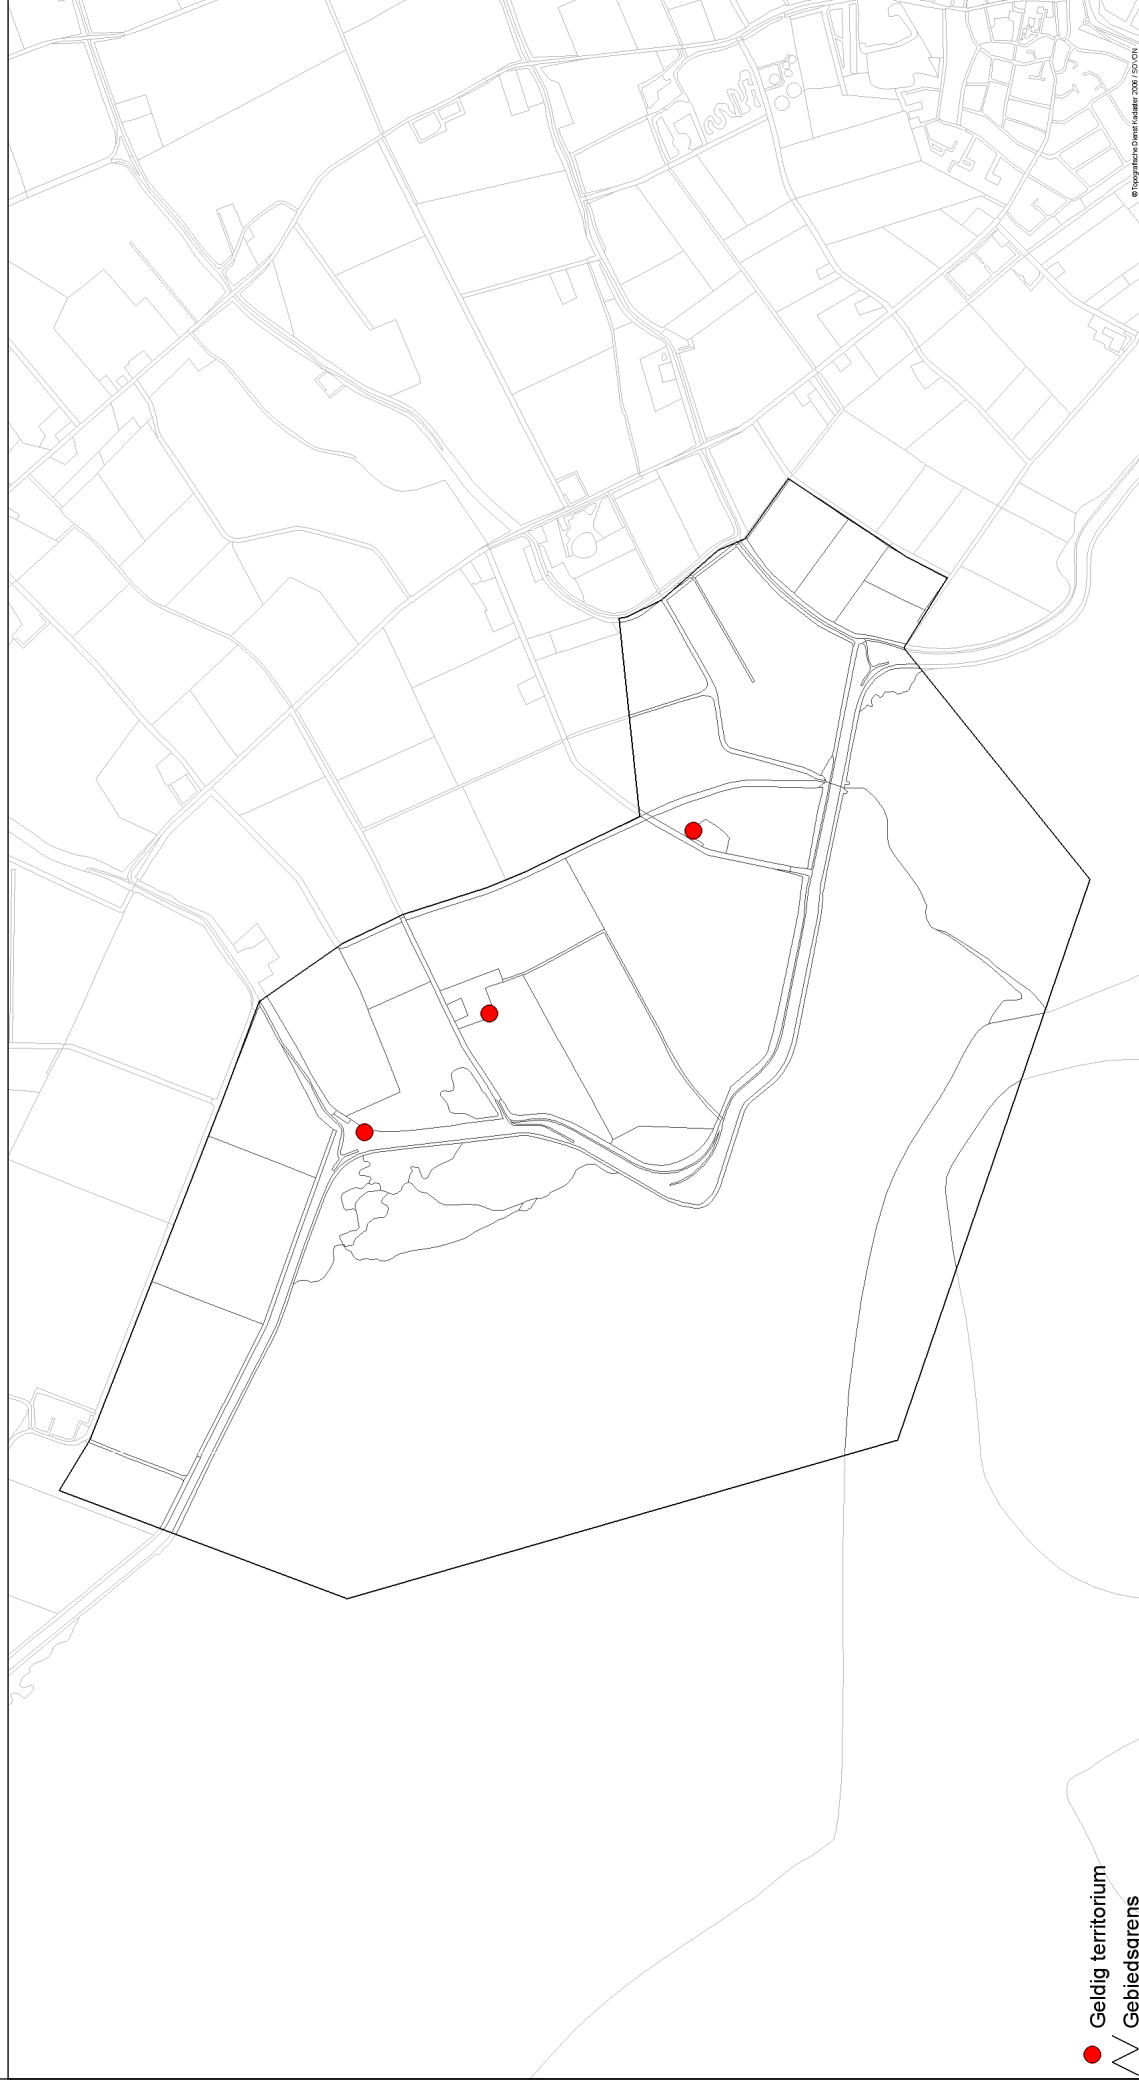 Geldig territorium
Gebiedsgrens
© Topografische Dienst Kadaster 2006 / SOVON